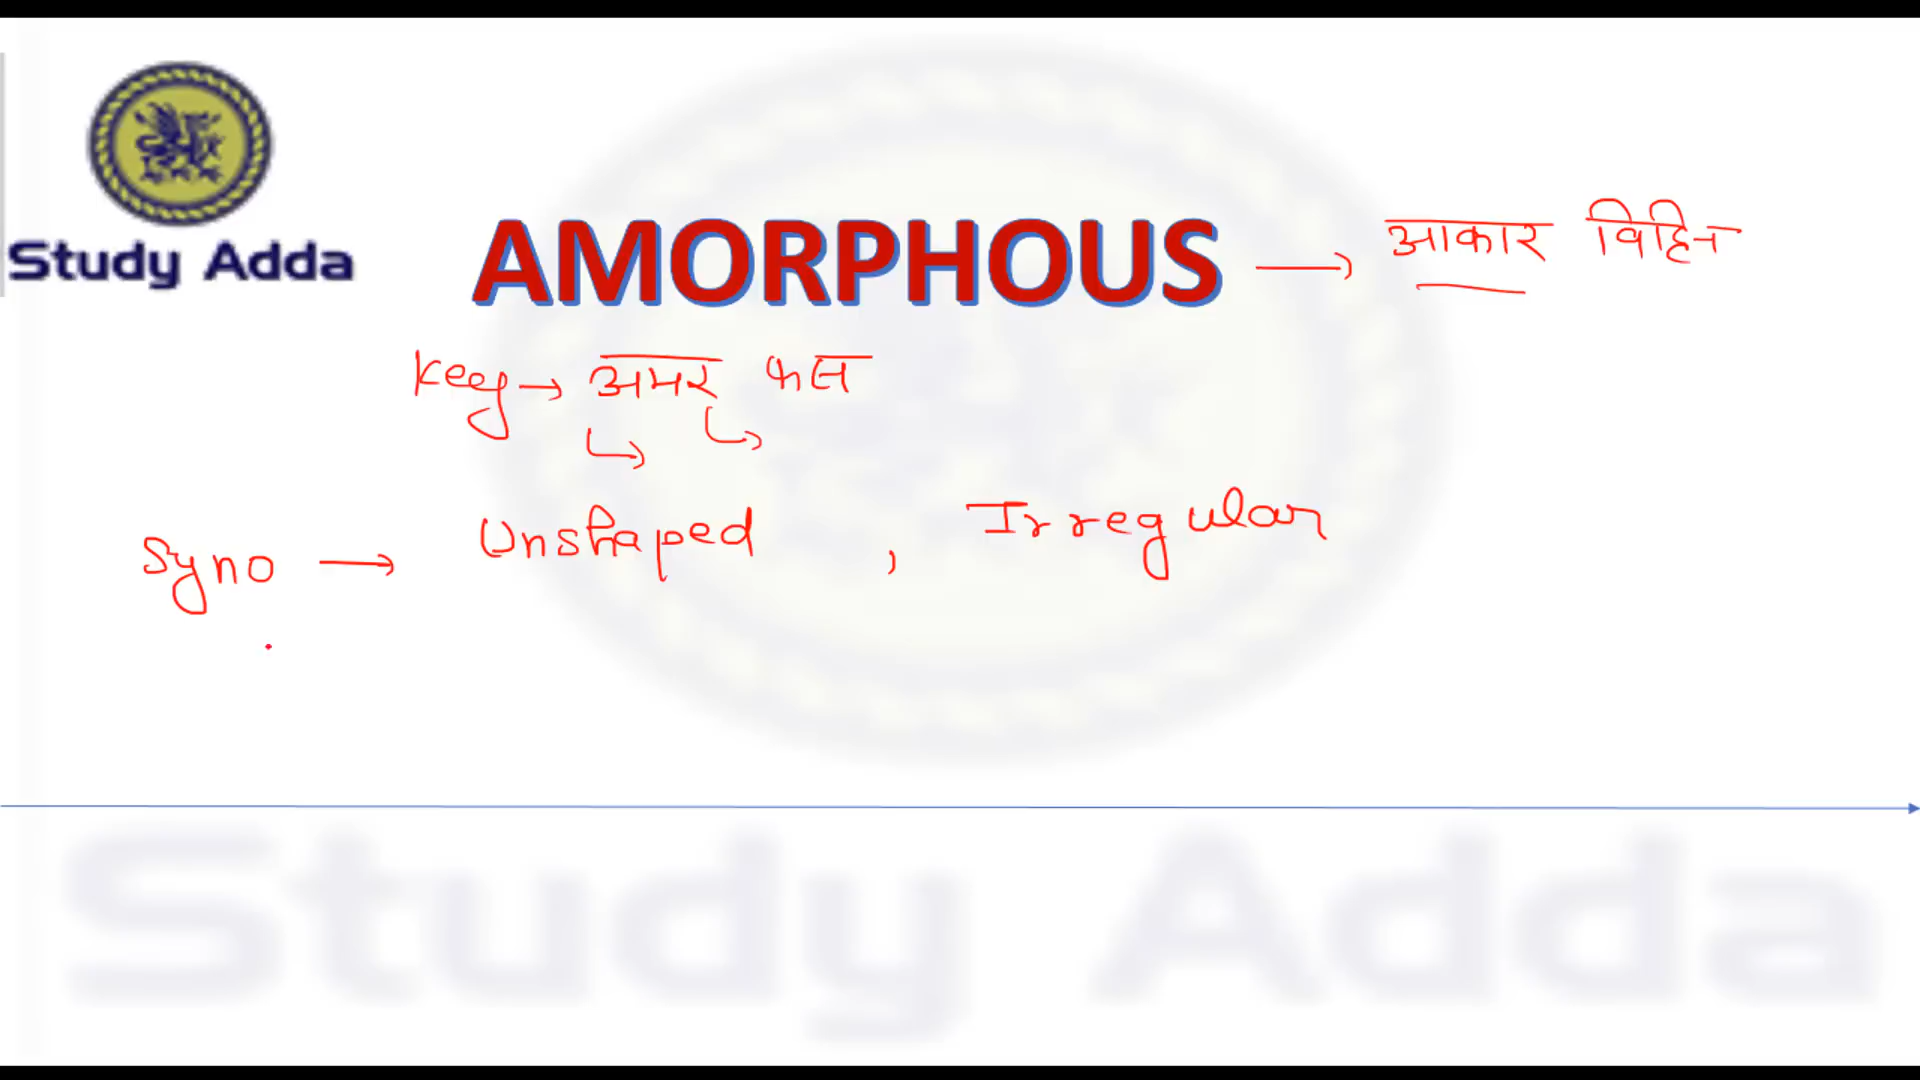 Study Adda
AMORPHOUS → आकार विहिन
Key → अमर फल
Syno → Unshaped , Irregular
Study Adda